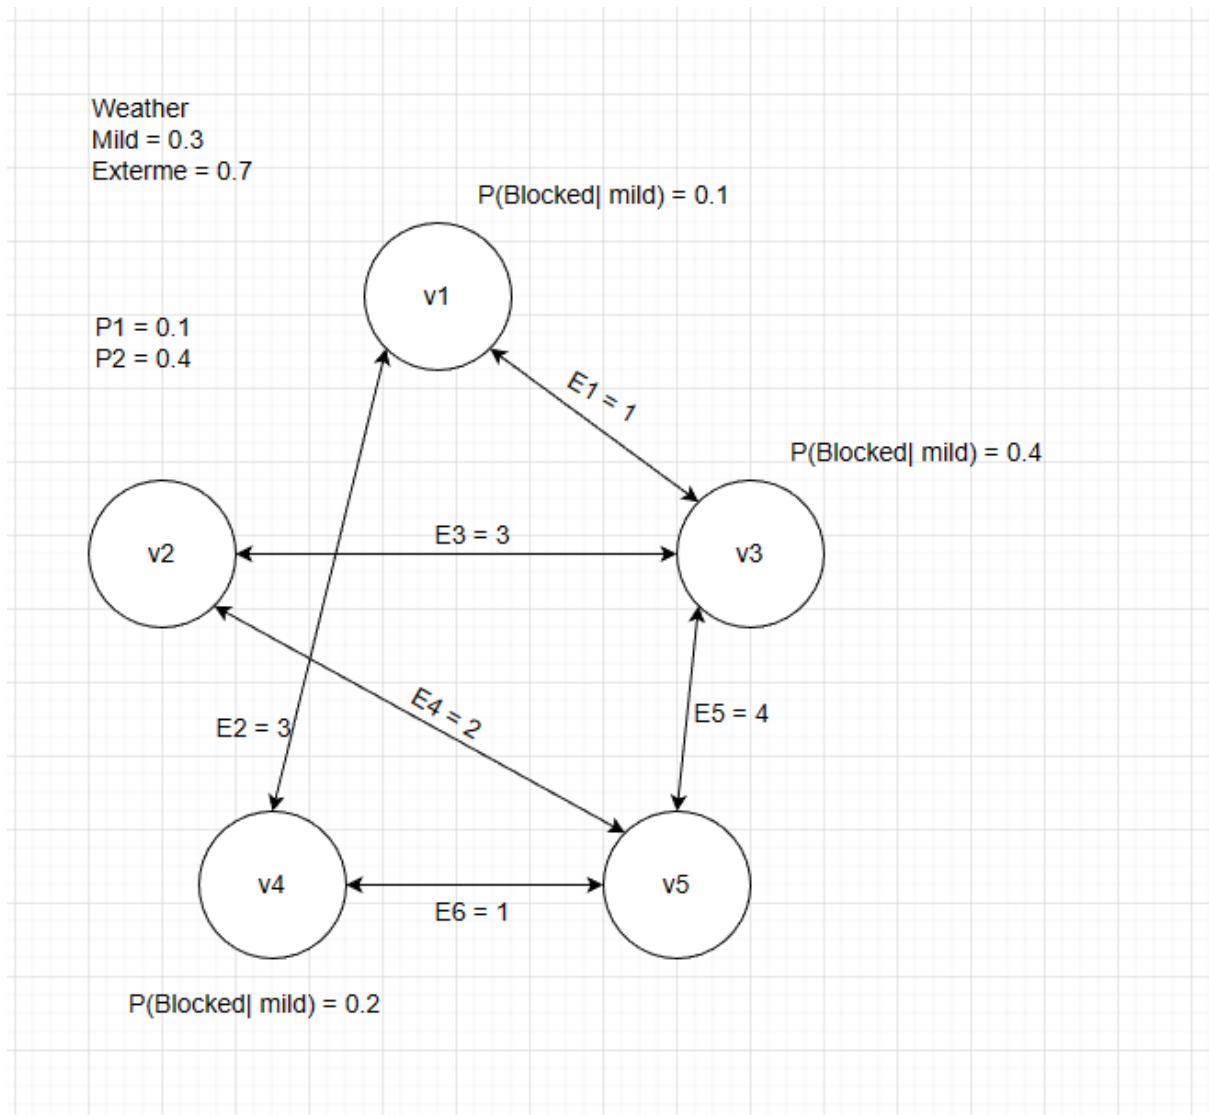 Weather
Mild = 0.3
Exterme = 0.7
P(Blocked| mild) = 0.1
v1
P1 = 0.1
P2 = 0.4
E1 = 1
P(Blocked| mild) = 0.4
v2
E3 = 3
v3
E4 = 2
E5 = 4
E2 = 3
v4
E6 = 1
v5
P(Blocked| mild) = 0.2